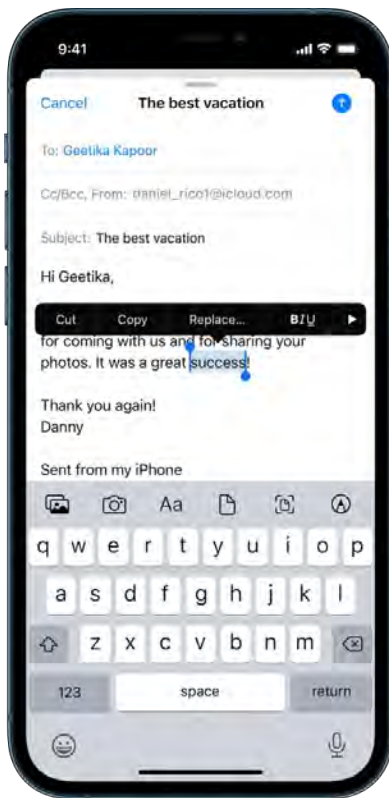 9:41
Cancel The best vacation
To: Geetika Kapoor
Cc/Bcc, From: daniel_rico1@icloud.com
Subject: The best vacation
Hi Geetika,
Cut Copy Replace... BIU
for coming with us and for sharing your
photos. It was a great success!
Thank you again!
Danny
Sent from my iPhone
Aa
q w e r t y u i o p
a s d f g h j k l
z x c v b n m
123 space return